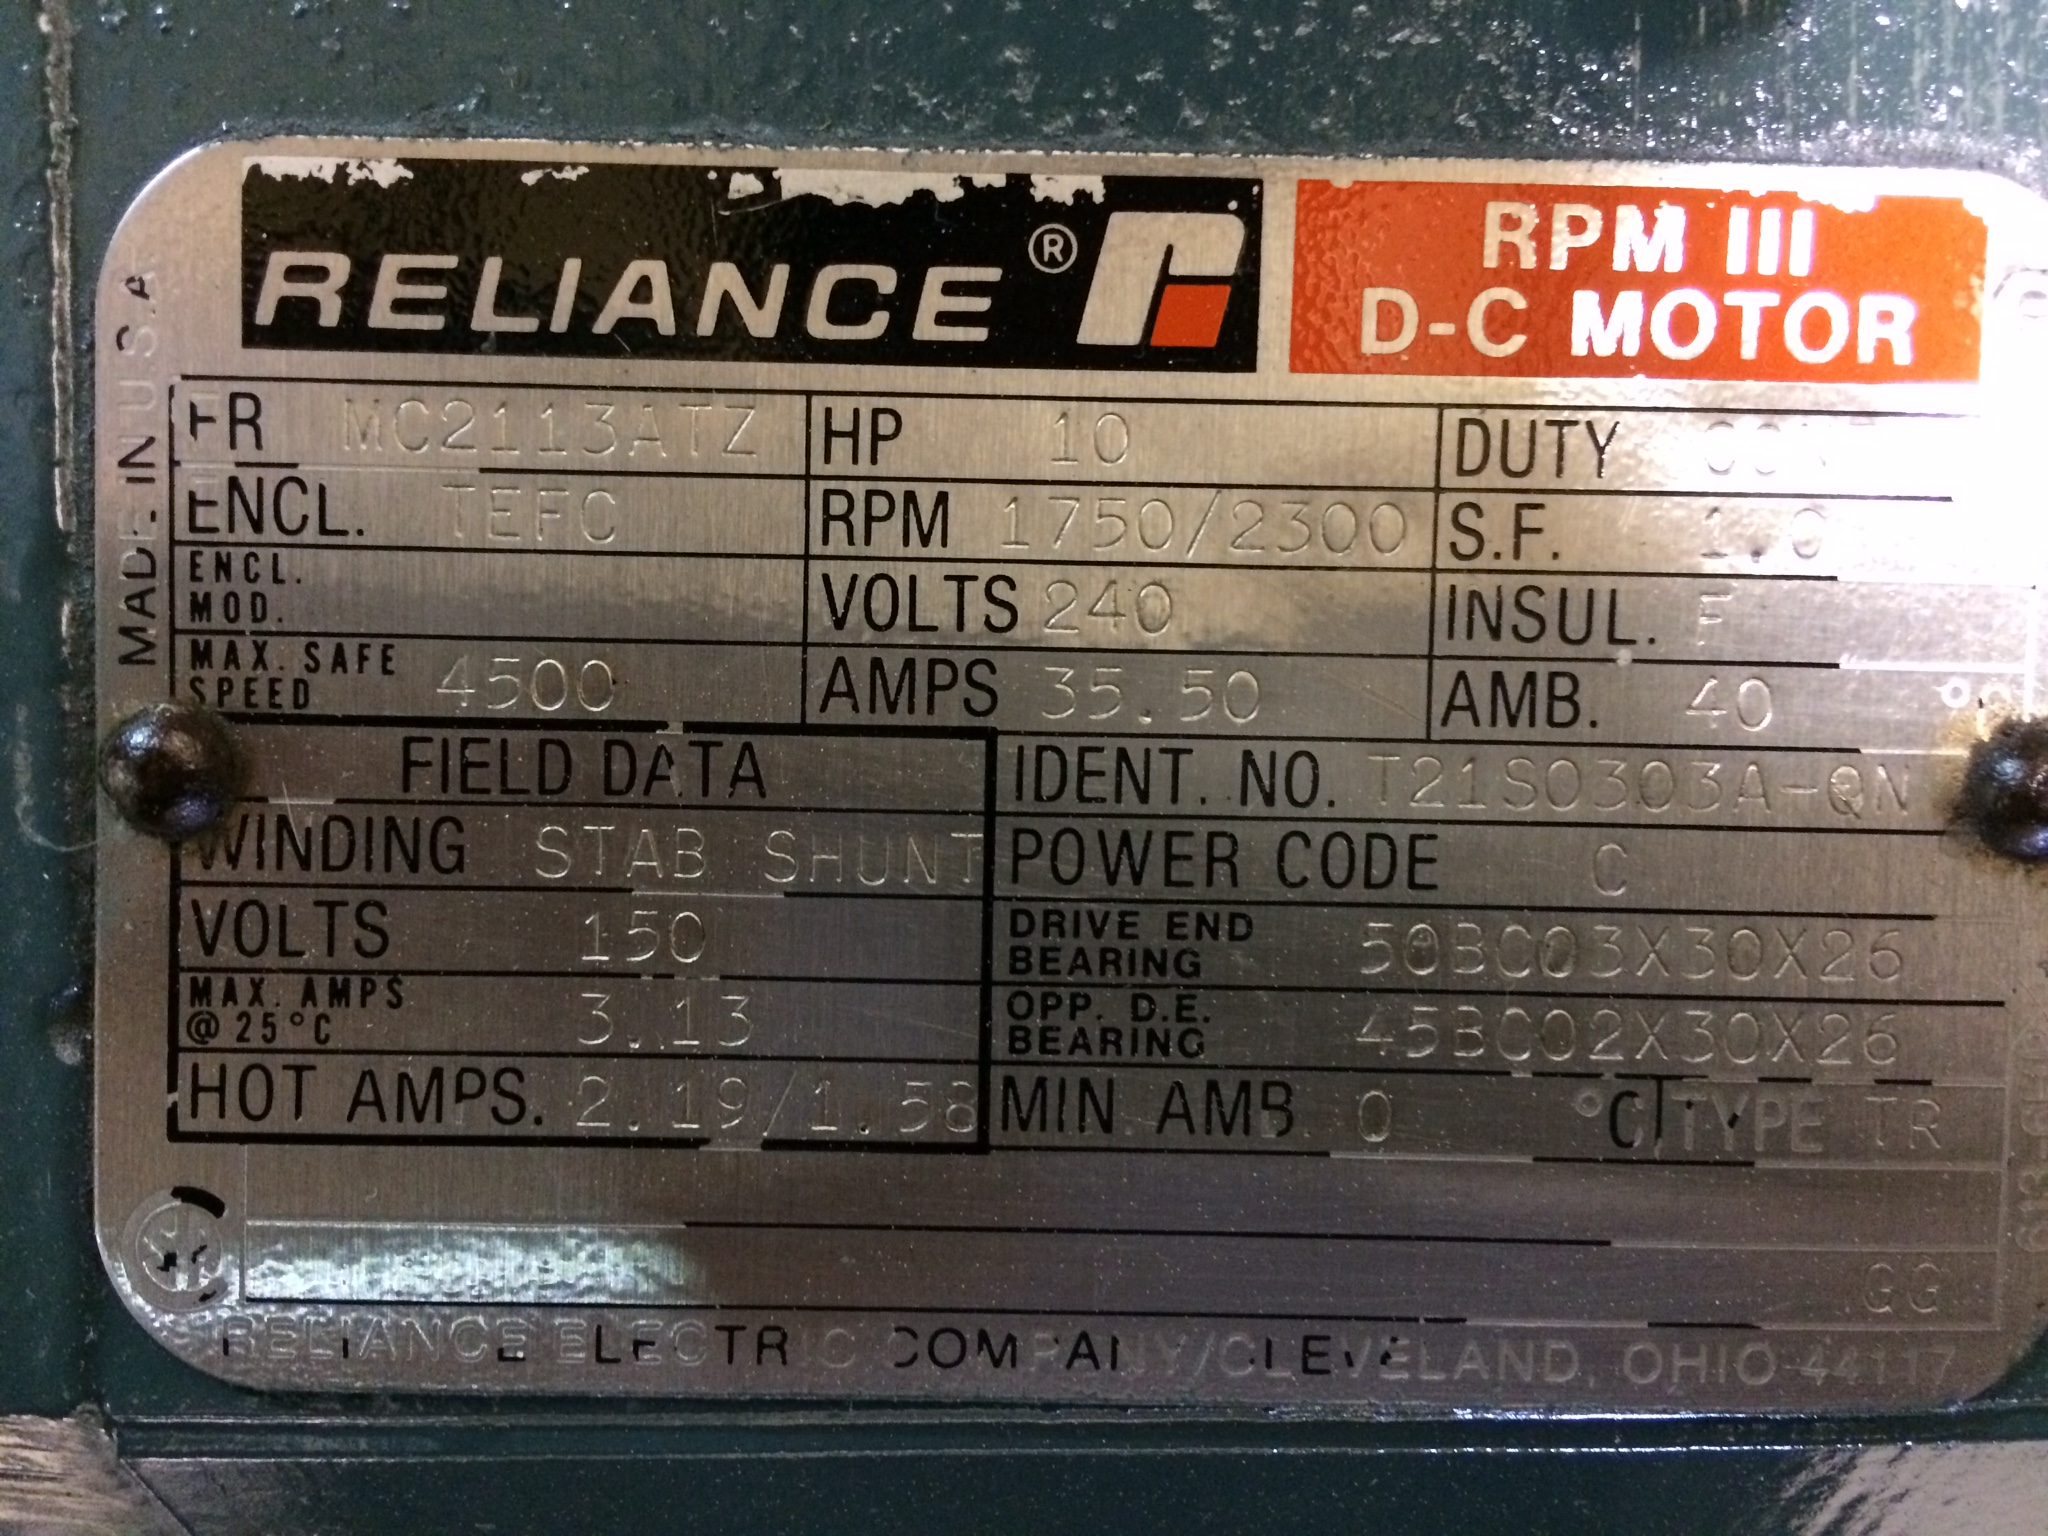 RELIANCE®
RPM III
D-C MOTOR
MADE IN U.S.A.
FR MC2113ATZ HP 10 DUTY
ENCL. TEFC RPM 1750/2300 S.F. 1.0
ENCL. MOD. VOLTS 240 INSUL. F
MAX. SAFE SPEED 4500 AMPS 35.50 AMB. 40 °C
FIELD DATA IDENT. NO. T21S0303A-QN
WINDING STAB SHUNT POWER CODE C
VOLTS 150 DRIVE END BEARING 50BC03X30X26
MAX. AMPS @ 25°C 3.13 OPP. D.E. BEARING 45BC02X30X26
HOT AMPS. 2.19/1.58 MIN AMB. 0 °C TYPE TR
GG
RELIANCE ELECTRIC COMPANY/CLEVELAND, OHIO 44117